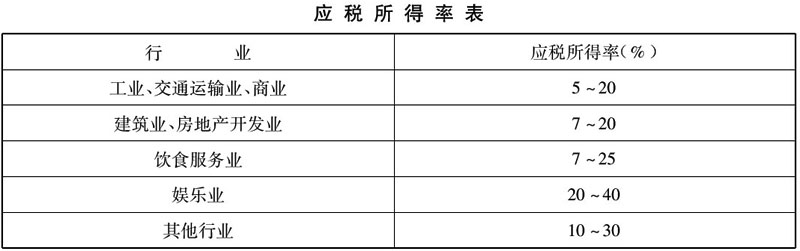 应税所得率表
行业 应税所得率(%)
工业、交通运输业、商业 5~20
建筑业、房地产开发业 7~20
饮食服务业 7~25
娱乐业 20~40
其他行业 10~30